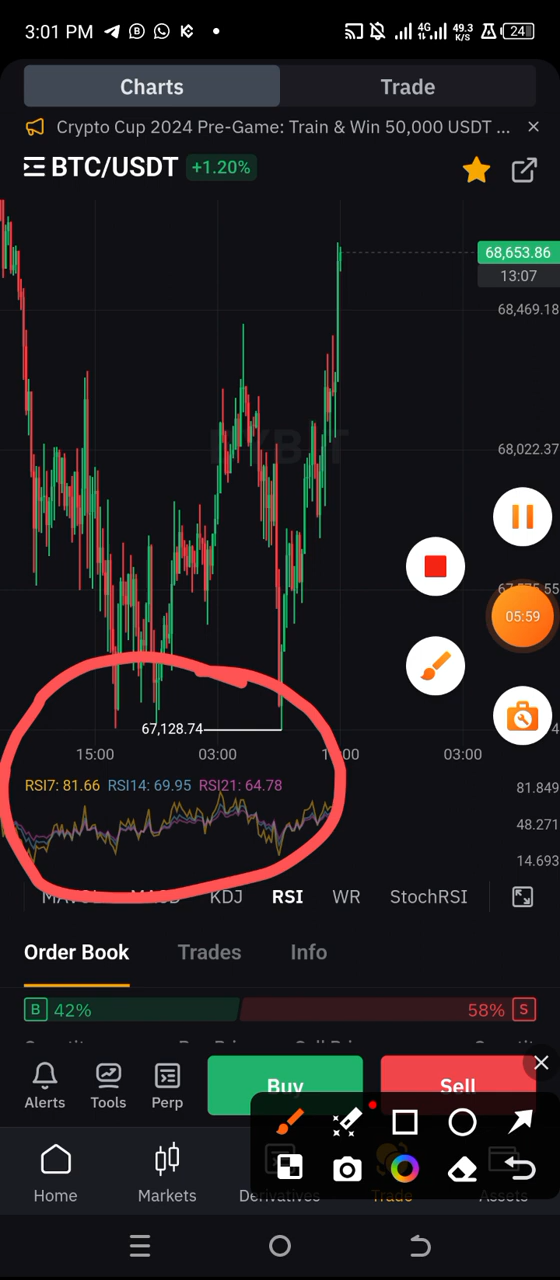 3:01 PM 4G 49.3 K/S 24
Charts Trade
Crypto Cup 2024 Pre-Game: Train & Win 50,000 USDT ...
BTC/USDT +1.20%
68,653.86
13:07
68,469.18
68,022.37
05:59
67,128.74
15:00 03:00 03:00
RSI7: 81.66 RSI14: 69.95 RSI21: 64.78
81.849
48.271
14.693
KDJ RSI WR StochRSI
Order Book Trades Info
B 42% 58% S
Alerts Tools Perp Buy Sell
Home Markets Derivatives Trade Assets